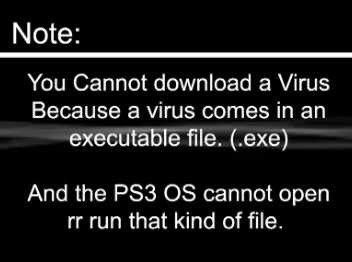 Note:
You Cannot download a Virus
Because a virus comes in an
executable file. (.exe)
And the PS3 OS cannot open
rr run that kind of file.